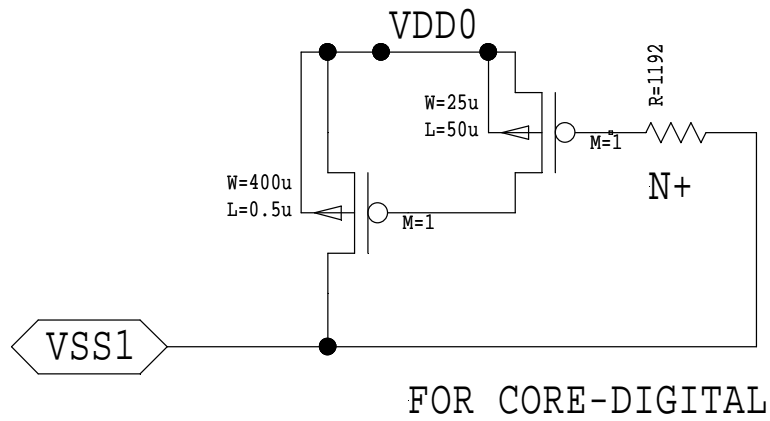 VDD0
W=25u
L=50u
R=1192
M=1
N+
W=400u
L=0.5u
M=1
VSS1
FOR CORE-DIGITAL